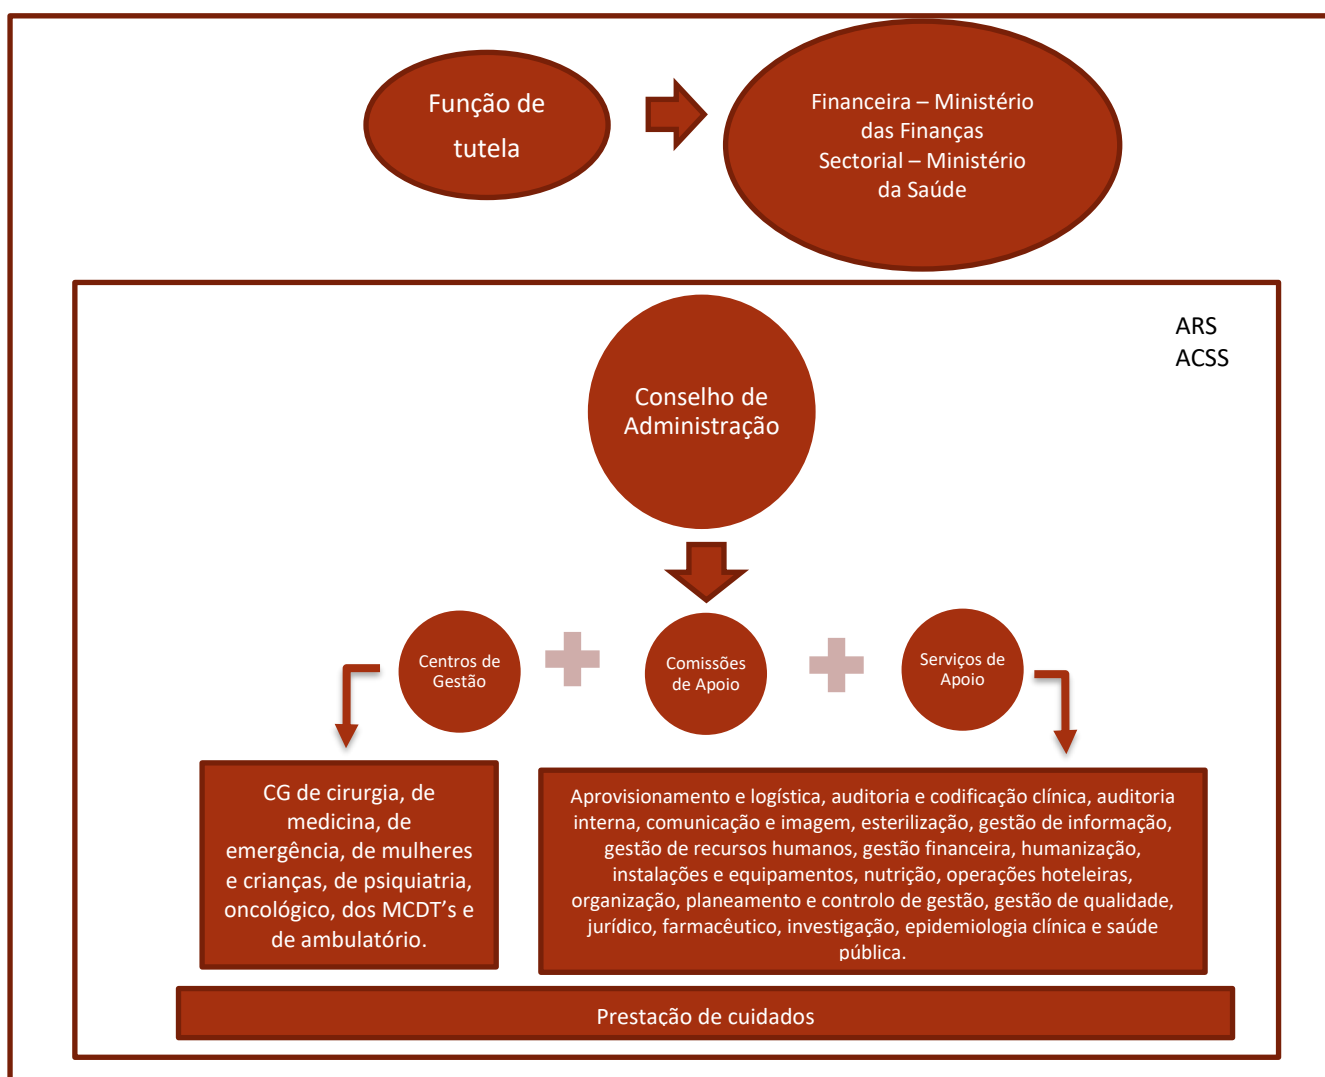 Função de
tutela
Financeira – Ministério
das Finanças
Sectorial – Ministério
da Saúde
ARS
ACSS
Conselho de
Administração
Centros de
Gestão
Comissões
de Apoio
Serviços de
Apoio
CG de cirurgia, de
medicina, de
emergência, de mulheres
e crianças, de psiquiatria,
oncológico, dos MCDT’s e
de ambulatório.
Aprovisionamento e logística, auditoria e codificação clínica, auditoria
interna, comunicação e imagem, esterilização, gestão de informação,
gestão de recursos humanos, gestão financeira, humanização,
instalações e equipamentos, nutrição, operações hoteleiras,
organização, planeamento e controlo de gestão, gestão de qualidade,
jurídico, farmacêutico, investigação, epidemiologia clínica e saúde
pública.
Prestação de cuidados